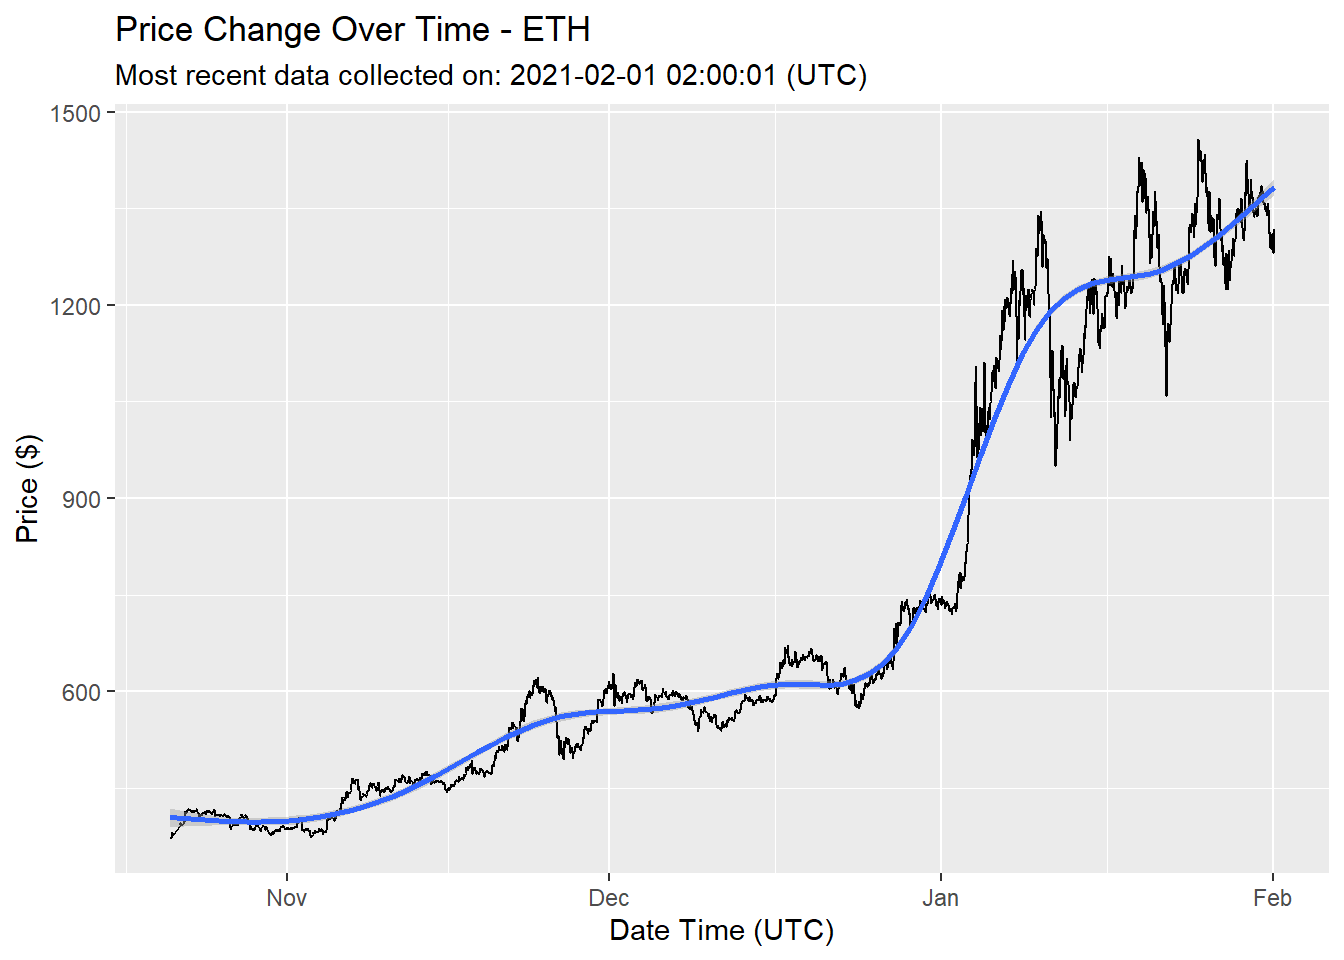 Price Change Over Time - ETH
Most recent data collected on: 2021-02-01 02:00:01 (UTC)
Price ($)
1500
1200
900
600
Nov Dec Jan Feb
Date Time (UTC)